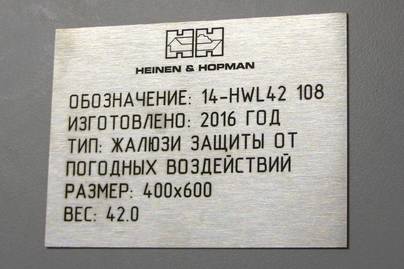 HEINEN & HOPMAN
ОБОЗНАЧЕНИЕ: 14-HWL42 108
ИЗГОТОВЛЕНО: 2016 ГОД
ТИП: ЖАЛЮЗИ ЗАЩИТЫ ОТ
ПОГОДНЫХ ВОЗДЕЙСТВИЙ
РАЗМЕР: 400x600
ВЕС: 42.0